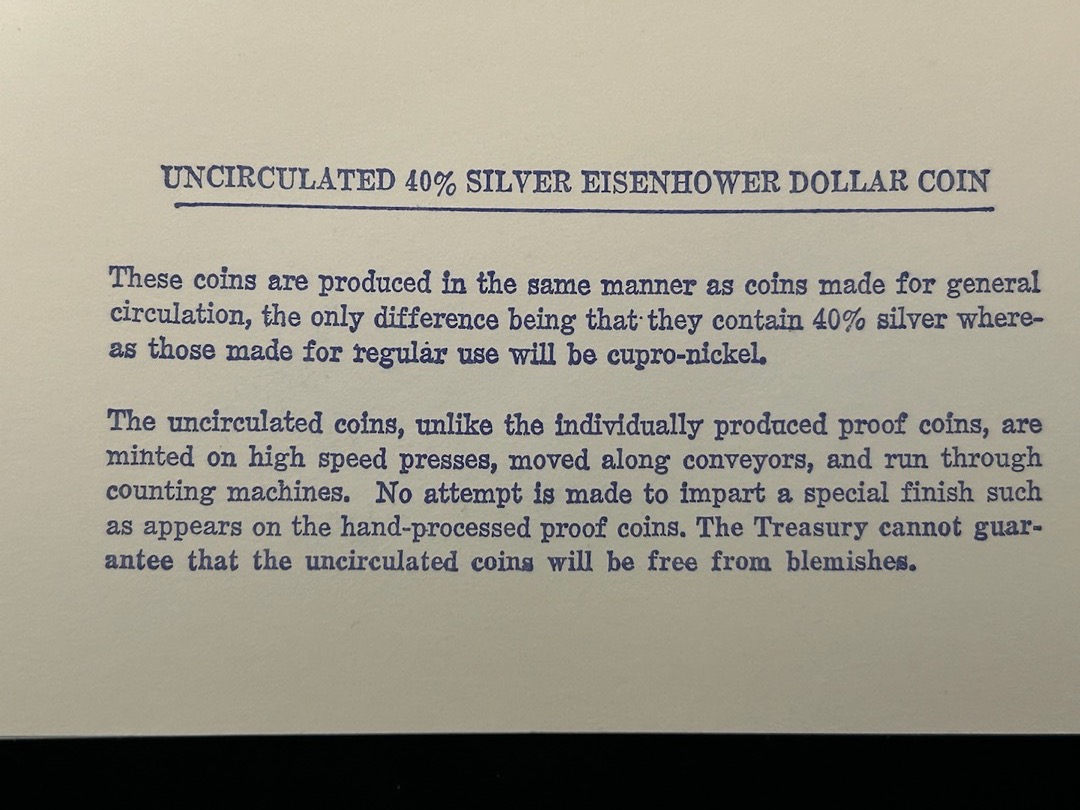 UNCIRCULATED 40% SILVER EISENHOWER DOLLAR COIN
These coins are produced in the same manner as coins made for general
circulation, the only difference being that they contain 40% silver where-
as those made for regular use will be cupro-nickel.
The uncirculated coins, unlike the individually produced proof coins, are
minted on high speed presses, moved along conveyors, and run through
counting machines. No attempt is made to impart a special finish such
as appears on the hand-processed proof coins. The Treasury cannot guar-
antee that the uncirculated coins will be free from blemishes.